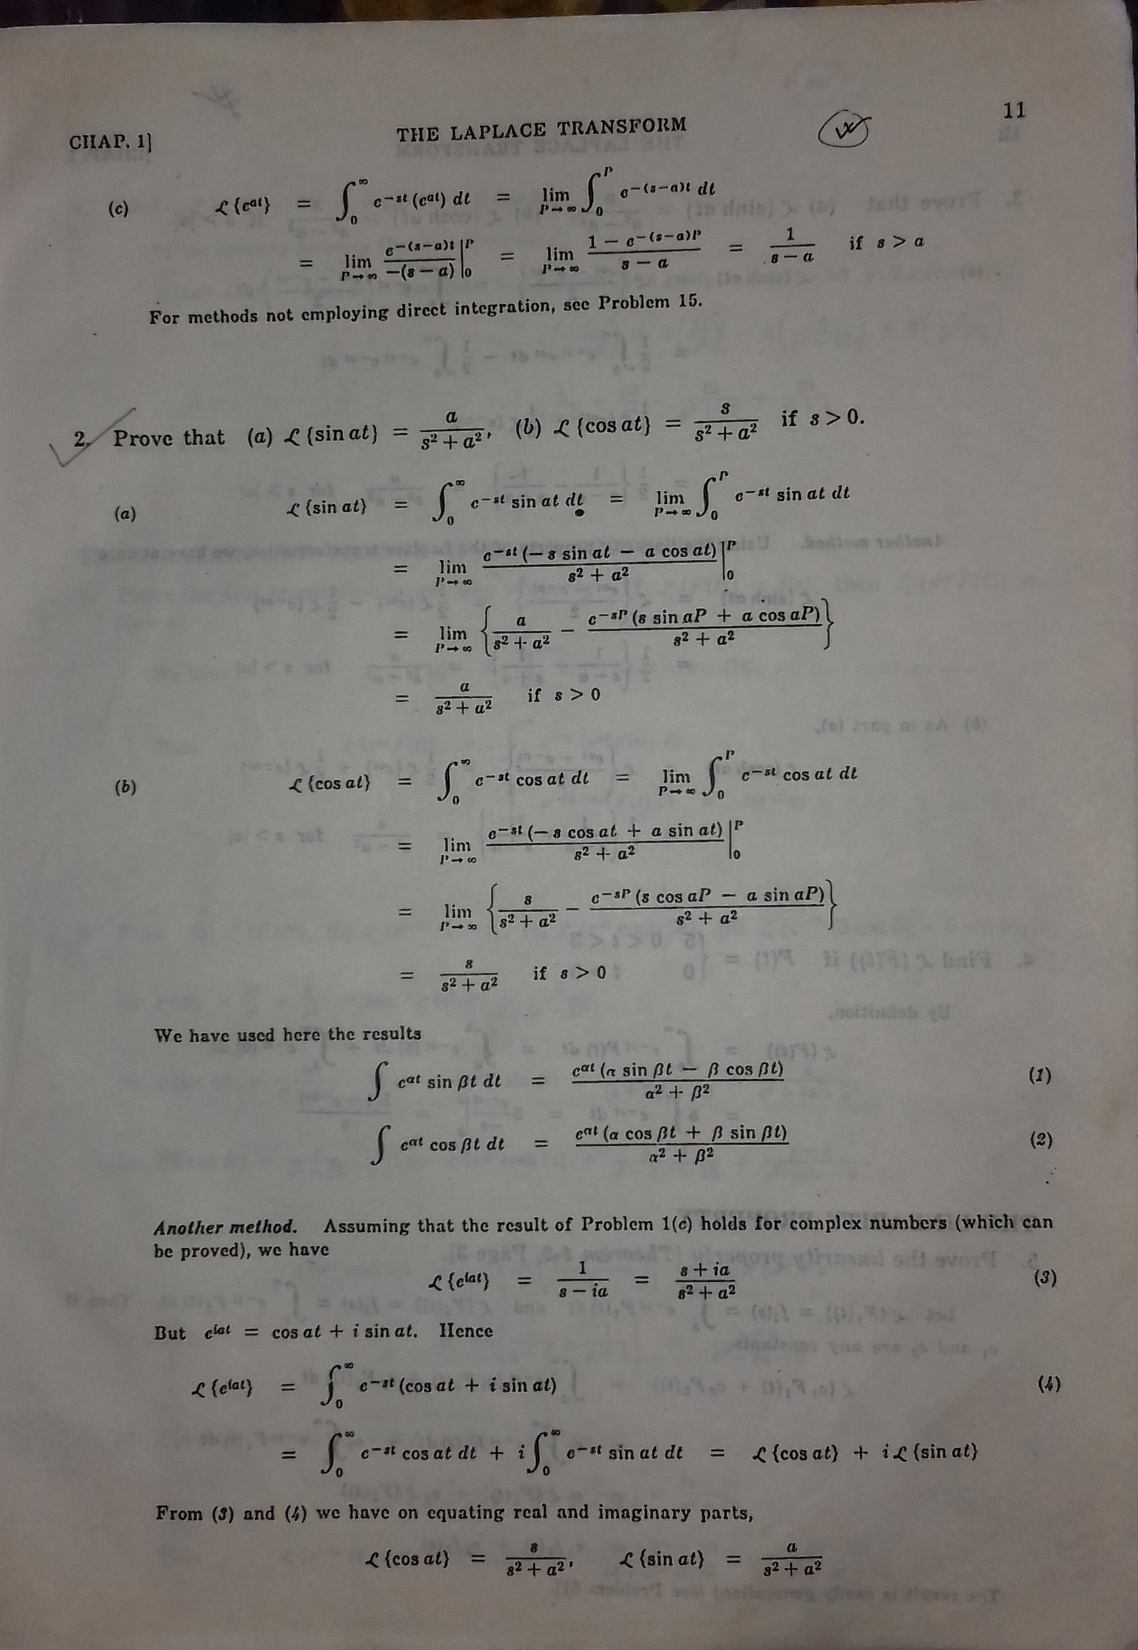 CHAP. 1] THE LAPLACE TRANSFORM 11
(c) ℒ{e^{at}} = ∫_0^∞ e^{-st} (e^{at}) dt = lim_{P→∞} ∫_0^P e^{-(s-a)t} dt
= lim_{P→∞} e^{-(s-a)t} / -(s - a) |_0^P = lim_{P→∞} (1 - e^{-(s-a)P}) / (s - a) = 1 / (s - a) if s > a
For methods not employing direct integration, see Problem 15.
2. Prove that (a) ℒ{sin at} = a / (s² + a²), (b) ℒ{cos at} = s / (s² + a²) if s > 0.
(a) ℒ{sin at} = ∫_0^∞ e^{-st} sin at dt = lim_{P→∞} ∫_0^P e^{-st} sin at dt
= lim_{P→∞} e^{-st} (- s sin at - a cos at) / (s² + a²) |_0^P
= lim_{P→∞} { a / (s² + a²) - e^{-sP} (s sin aP + a cos aP) / (s² + a²) }
= a / (s² + a²) if s > 0
(b) ℒ{cos at} = ∫_0^∞ e^{-st} cos at dt = lim_{P→∞} ∫_0^P e^{-st} cos at dt
= lim_{P→∞} e^{-st} (- s cos at + a sin at) / (s² + a²) |_0^P
= lim_{P→∞} { s / (s² + a²) - e^{-sP} (s cos aP - a sin aP) / (s² + a²) }
= s / (s² + a²) if s > 0
We have used here the results
∫ e^{αt} sin βt dt = e^{αt} (α sin βt - β cos βt) / (α² + β²) (1)
∫ e^{αt} cos βt dt = e^{αt} (α cos βt + β sin βt) / (α² + β²) (2)
Another method. Assuming that the result of Problem 1(c) holds for complex numbers (which can
be proved), we have
ℒ{e^{iat}} = 1 / (s - ia) = (s + ia) / (s² + a²) (3)
But e^{iat} = cos at + i sin at. Hence
ℒ{e^{iat}} = ∫_0^∞ e^{-st} (cos at + i sin at) (4)
= ∫_0^∞ e^{-st} cos at dt + i ∫_0^∞ e^{-st} sin at dt = ℒ{cos at} + i ℒ{sin at}
From (3) and (4) we have on equating real and imaginary parts,
ℒ{cos at} = s / (s² + a²), ℒ{sin at} = a / (s² + a²)